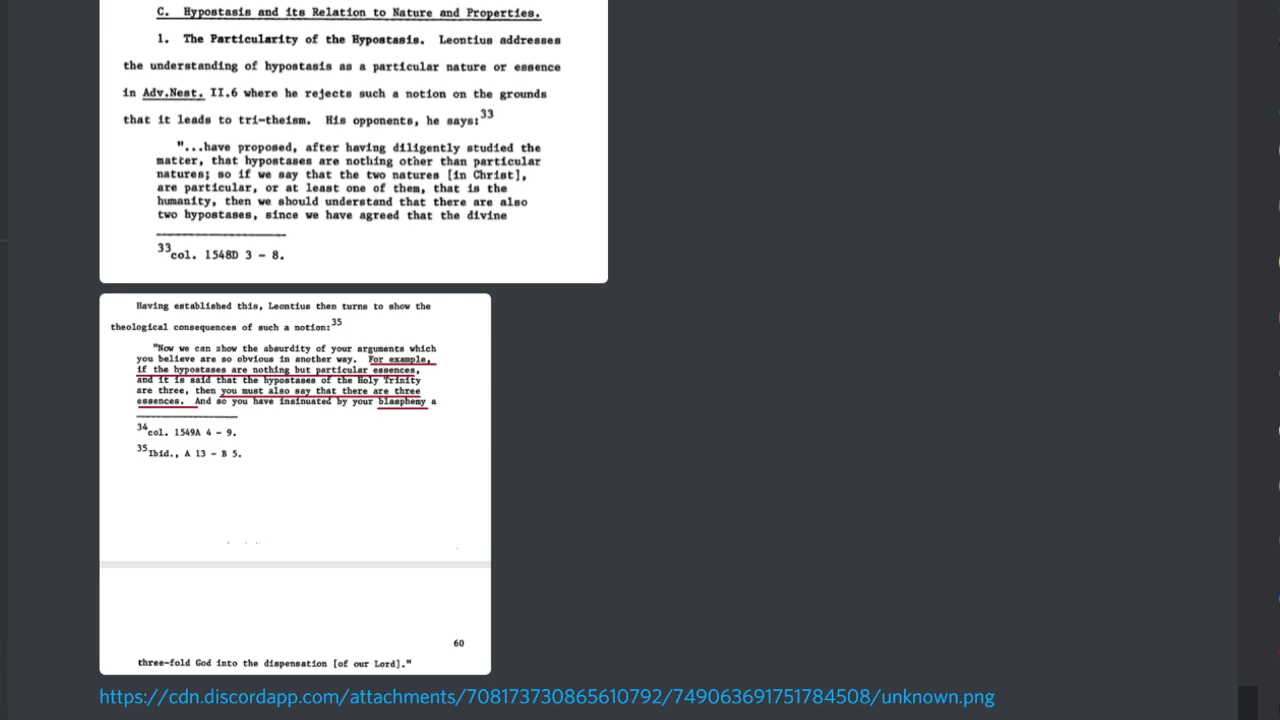 C. Hypostasis and its Relation to Nature and Properties.
1. The Particularity of the Hypostasis. Leontius addresses
the understanding of hypostasis as a particular nature or essence
in Adv.Nest. II.6 where he rejects such a notion on the grounds
that it leads to tri-theism. His opponents, he says:33
"...have proposed, after having diligently studied the
matter, that hypostases are nothing other than particular
natures; so if we say that the two natures [in Christ],
are particular, or at least one of them, that is the
humanity, then we should understand that there are also
two hypostases, since we have agreed that the divine
33col. 1548D 3 - 8.
Having established this, Leontius then turns to show the
theological consequences of such a notion:35
"Now we can show the absurdity of your arguments which
you believe are so obvious in another way. For example,
if the hypostases are nothing but particular essences,
and it is said that the hypostases of the Holy Trinity
are three, then you must also say that there are three
essences. And so you have insinuated by your blasphemy a
34col. 1549A 4 - 9.
35Ibid., A 13 - B 5.
60
three-fold God into the dispensation [of our Lord]."
https://cdn.discordapp.com/attachments/708173730865610792/749063691751784508/unknown.png